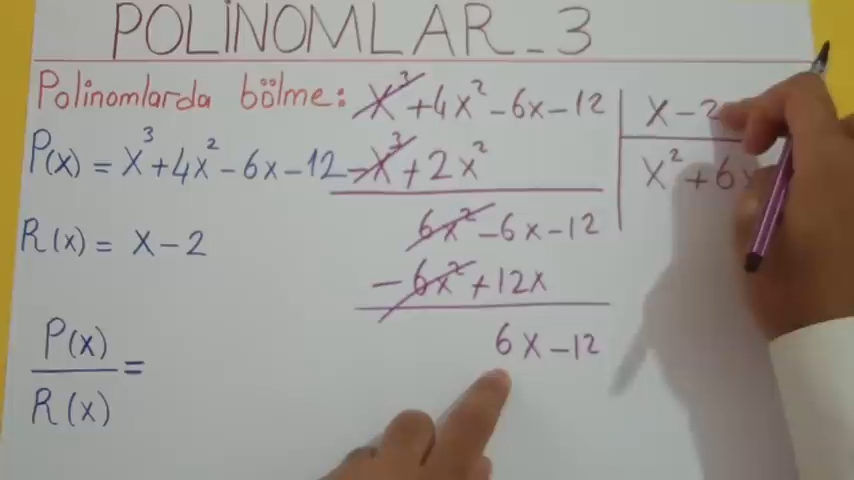 POLİNOMLAR - 3
Polinomlarda bölme:
P(x) = x³+4x²-6x-12
R(x) = x-2
P(x)
R(x) =
x³+4x²-6x-12
-x³+2x²
6x²-6x-12
-6x²+12x
6x-12
x-2
x²+6x